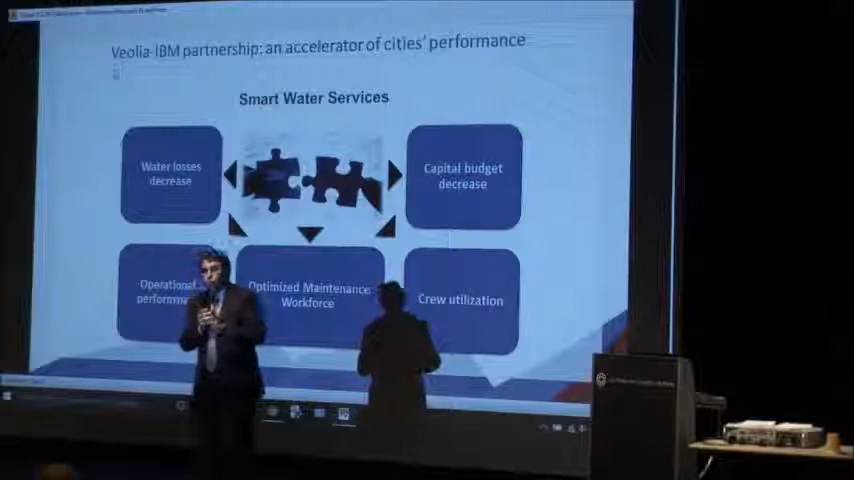 Veolia-IBM partnership: an accelerator of cities' performance
Smart Water Services
Water losses
decrease
Capital budget
decrease
Operational
Optimized Maintenance
Workforce
Crew utilization